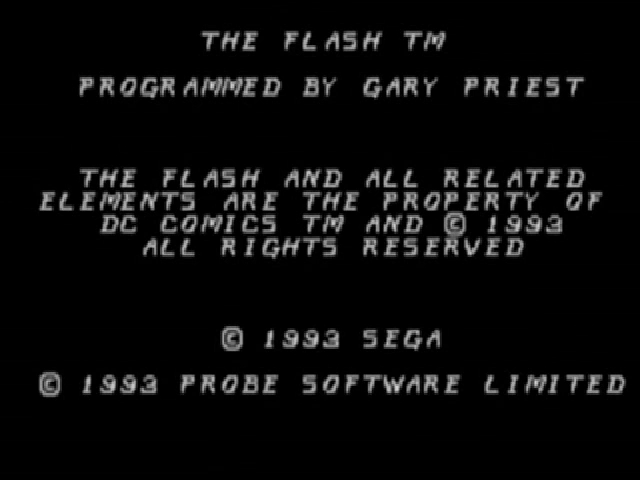 THE FLASH TM
PROGRAMMED BY GARY PRIEST
THE FLASH AND ALL RELATED
ELEMENTS ARE THE PROPERTY OF
DC COMICS TM AND © 1993
ALL RIGHTS RESERVED
© 1993 SEGA
© 1993 PROBE SOFTWARE LIMITED